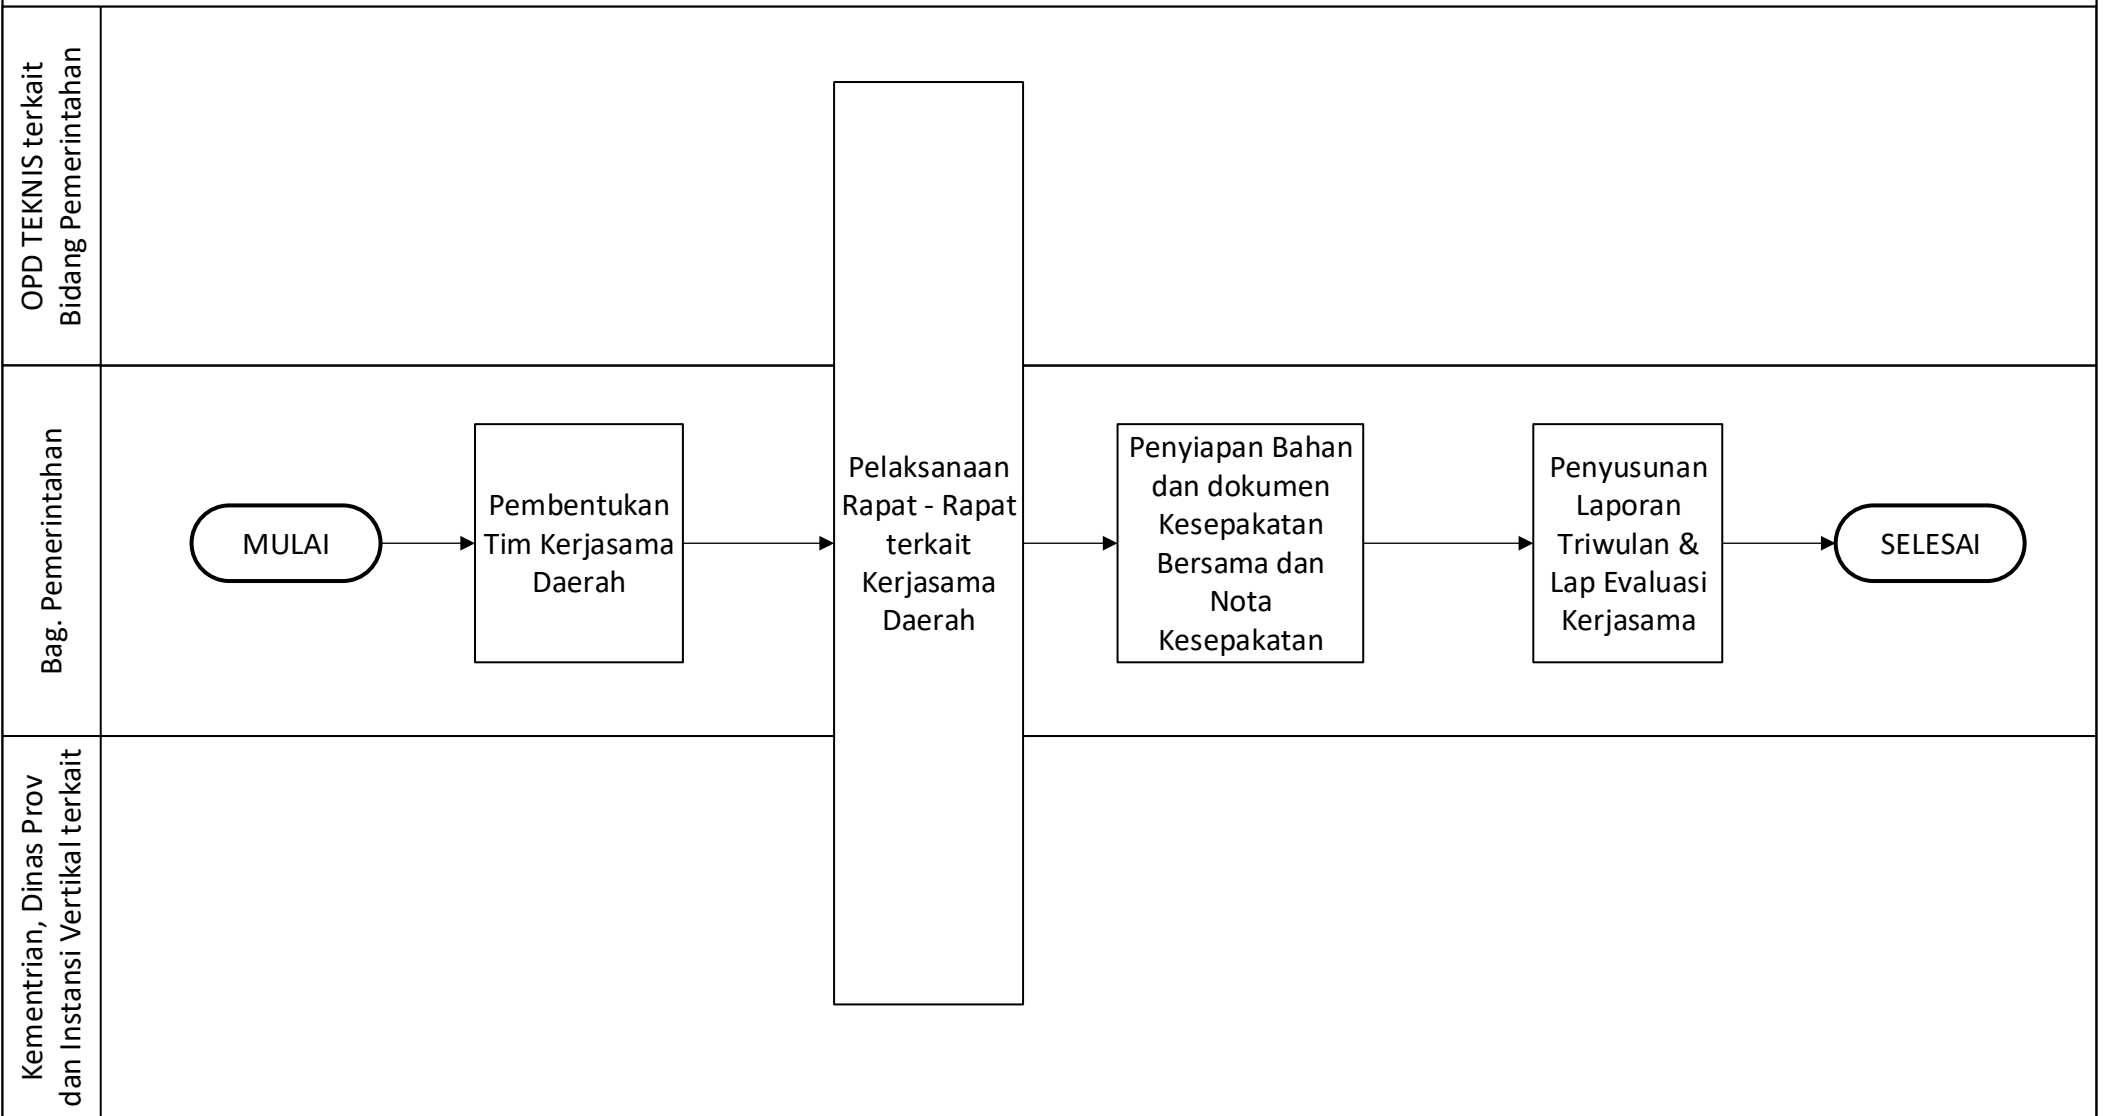 OPD TEKNIS terkait
Bidang Pemerintahan
Bag. Pemerintahan
Kementrian, Dinas Prov
dan Instansi Vertikal terkait
MULAI
Pembentukan
Tim Kerjasama
Daerah
Pelaksanaan
Rapat - Rapat
terkait
Kerjasama
Daerah
Penyiapan Bahan
dan dokumen
Kesepakatan
Bersama dan
Nota
Kesepakatan
Penyusunan
Laporan
Triwulan &
Lap Evaluasi
Kerjasama
SELESAI